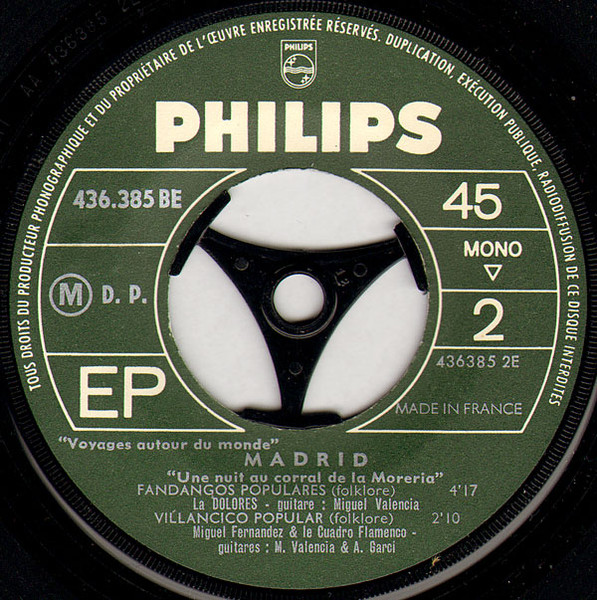 TOUS DROITS DU PRODUCTEUR PHONOGRAPHIQUE ET DU PROPRIÉTAIRE DE L'ŒUVRE ENREGISTRÉE RÉSERVÉS. DUPLICATION, EXÉCUTION PUBLIQUE, RADIODIFFUSION DE CE DISQUE INTERDITES
PHILIPS
PHILIPS
436.385 BE
45
MONO
M D. P.
2
436385 2E
EP
MADE IN FRANCE
"Voyages autour du monde"
MADRID
"Une nuit au corral de la Moreria"
FANDANGOS POPULARES (folklore) 4'17
La DOLORES - guitare : Miguel Valencia
VILLANCICO POPULAR (folklore) 2'10
Miguel Fernandez & le Cuadro Flamenco -
guitares : M. Valencia & A. Garci